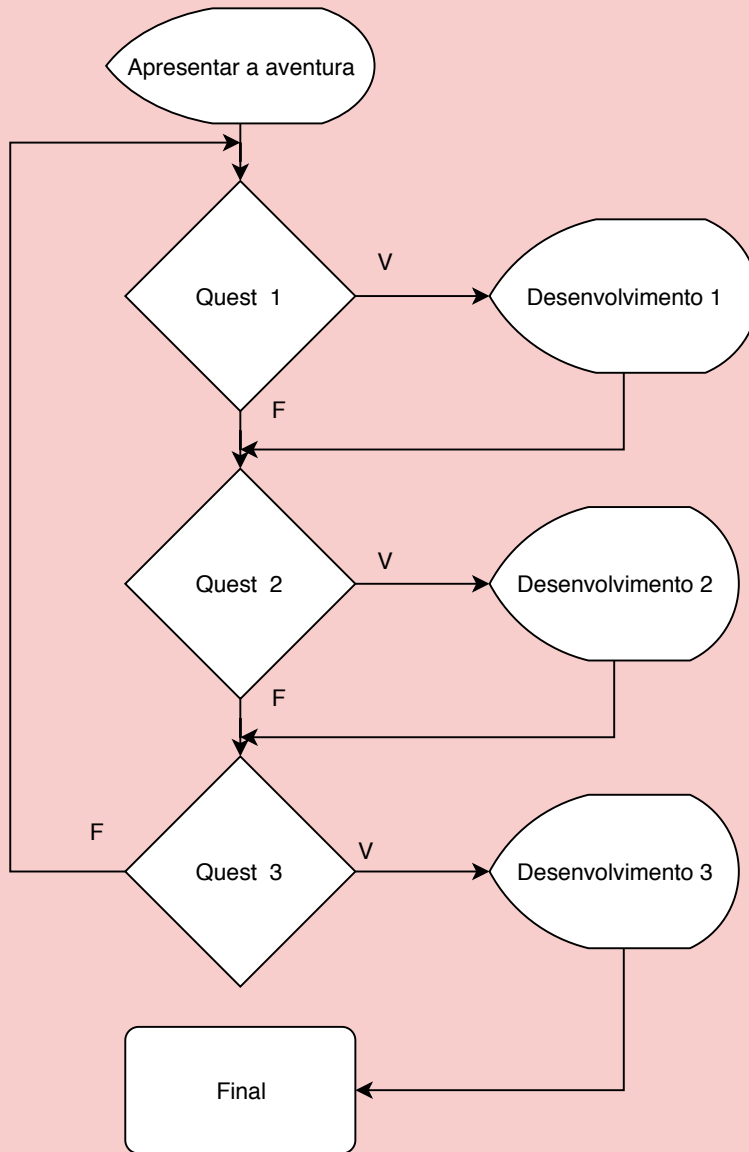 Apresentar a aventura
Quest 1
V
Desenvolvimento 1
F
Quest 2
V
Desenvolvimento 2
F
F
Quest 3
V
Desenvolvimento 3
Final